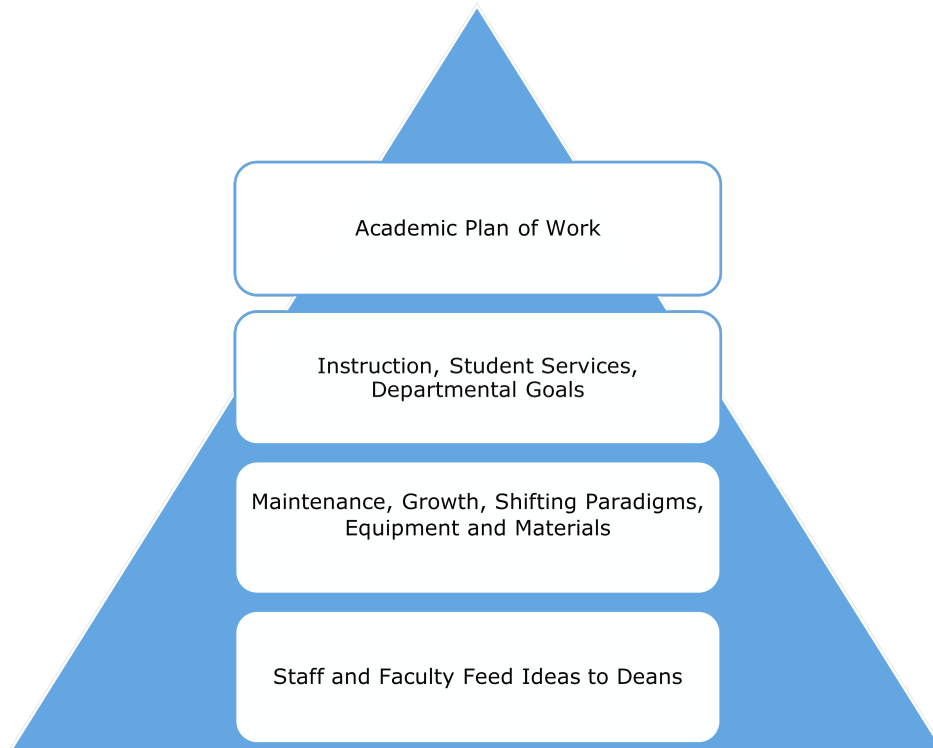 Academic Plan of Work
Instruction, Student Services,
Departmental Goals
Maintenance, Growth, Shifting Paradigms,
Equipment and Materials
Staff and Faculty Feed Ideas to Deans